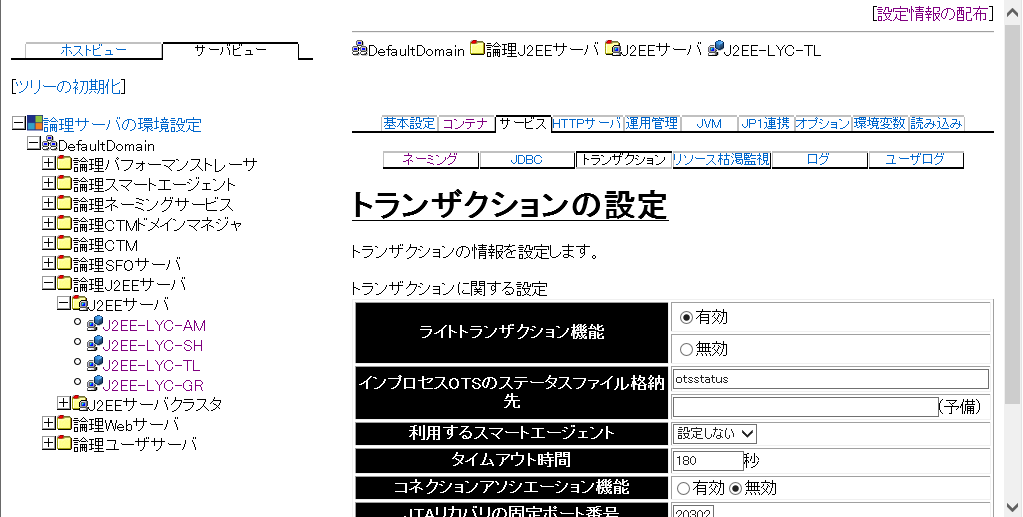 [設定情報の配布]
ホストビュー サーバビュー
DefaultDomain 論理J2EEサーバ J2EEサーバ J2EE-LYC-TL
[ツリーの初期化]
論理サーバの環境設定
DefaultDomain
論理パフォーマンストレーサ
論理スマートエージェント
論理ネーミングサービス
論理CTMドメインマネジャ
論理CTM
論理SFOサーバ
論理J2EEサーバ
J2EEサーバ
J2EE-LYC-AM
J2EE-LYC-SH
J2EE-LYC-TL
J2EE-LYC-GR
J2EEサーバクラスタ
論理Webサーバ
論理ユーザサーバ
基本設定 コンテナ サービス HTTPサーバ 運用管理 JVM JP1連携 オプション 環境変数 読み込み
ネーミング JDBC トランザクション リソース枯渇監視 ログ ユーザログ
トランザクションの設定
トランザクションの情報を設定します。
トランザクションに関する設定
ライトトランザクション機能
有効
無効
インプロセスOTSのステータスファイル格納先
otsstatus
(予備)
利用するスマートエージェント 設定しない
タイムアウト時間 180 秒
コネクションアソシエーション機能 有効 無効
JTAリカバリの固定ポート番号 20302